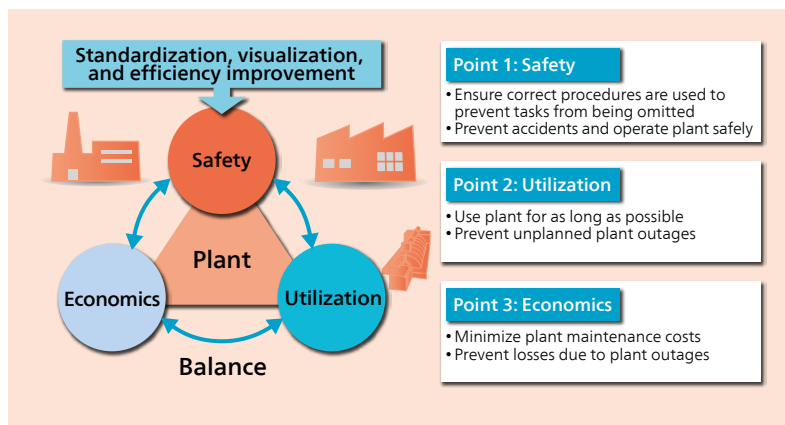 Standardization, visualization,
and efficiency improvement
Safety
Plant
Economics
Utilization
Balance
Point 1: Safety
• Ensure correct procedures are used to
prevent tasks from being omitted
• Prevent accidents and operate plant safely
Point 2: Utilization
• Use plant for as long as possible
• Prevent unplanned plant outages
Point 3: Economics
• Minimize plant maintenance costs
• Prevent losses due to plant outages